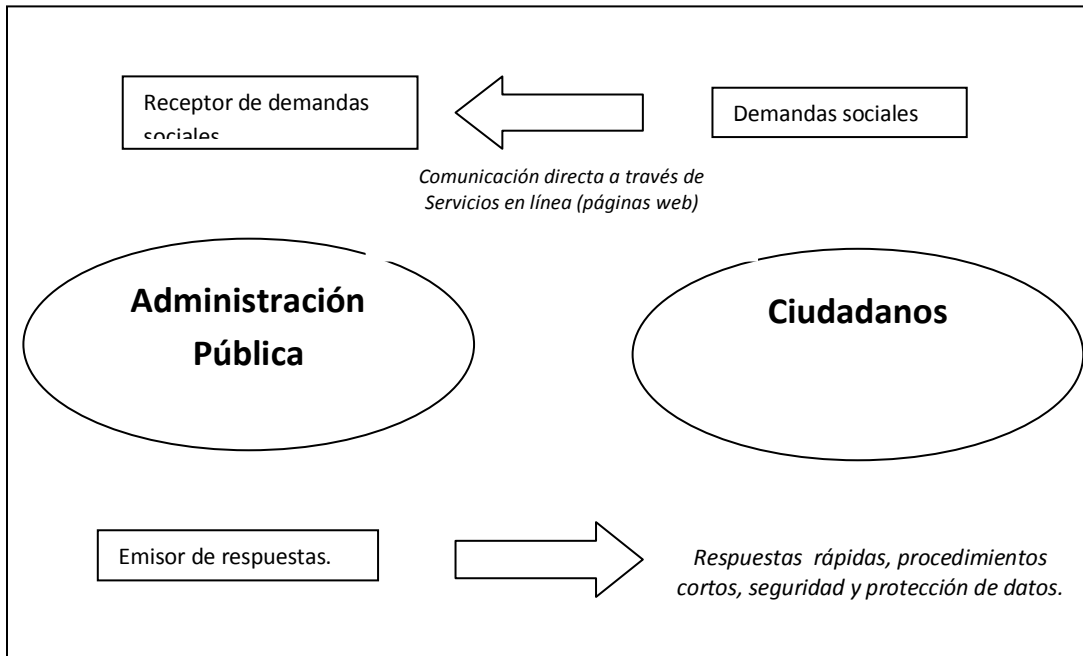 Receptor de demandas
sociales
Demandas sociales
Comunicación directa a través de
Servicios en línea (páginas web)
Administración
Pública
Ciudadanos
Emisor de respuestas.
Respuestas rápidas, procedimientos
cortos, seguridad y protección de datos.